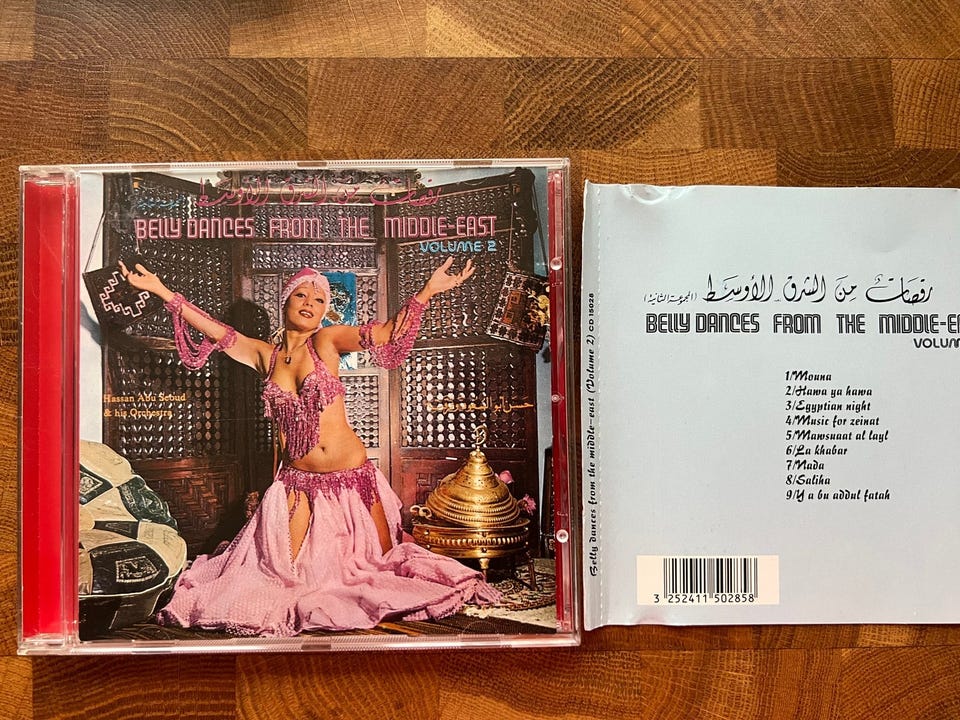 رقصات من الشرق الأوسط
BELLY DANCES FROM THE MIDDLE-EAST
VOLUME 2
Hassan Abu Seoud
& his Orchestre
حسن أبو السعود
Belly dances from the middle-east (Volume 2) CD 15028
رقصات من الشرق الأوسط (المجموعة الثانية)
BELLY DANCES FROM THE MIDDLE-EA
VOLUM
1/Mouna
2/Hawa ya hawa
3/Egyptian night
4/Music for zeinat
5/Mawsuaat al layl
6/La khabar
7/Nada
8/Saliha
9/Y a bu addul fatah
3 252411 502858